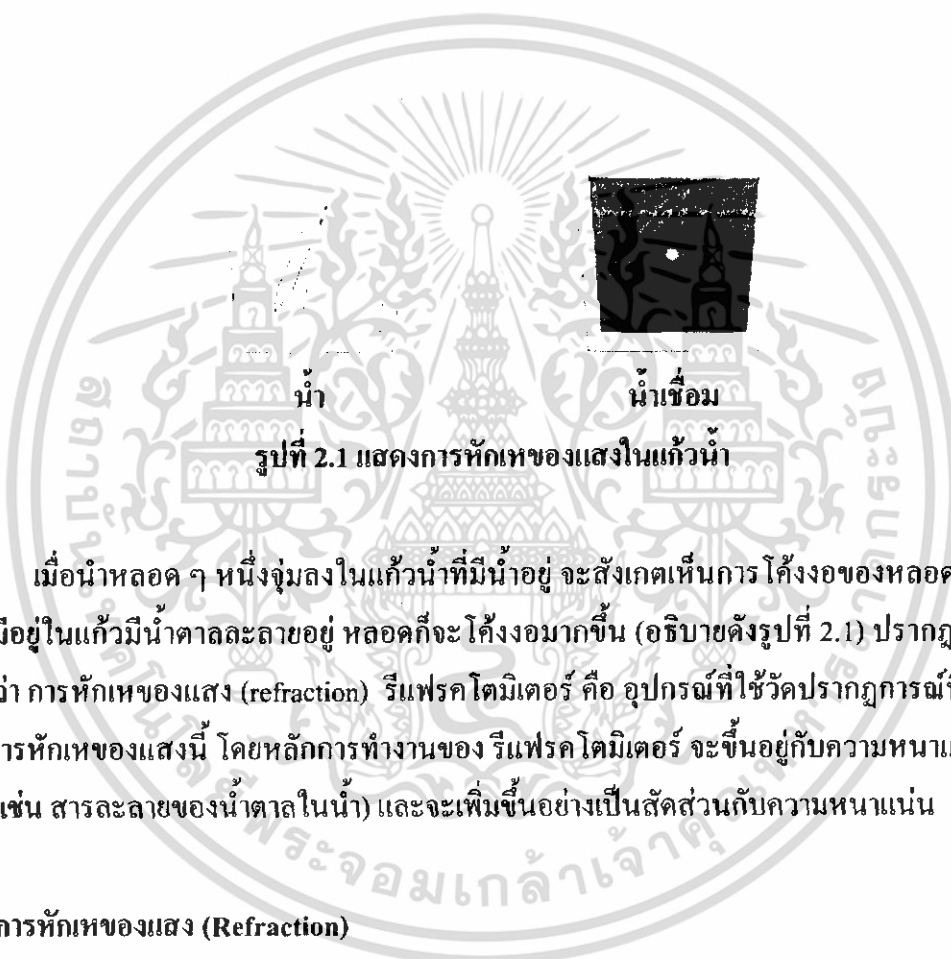 น้ำ
น้ำเชื่อม
รูปที่ 2.1 แสดงการหักเหของแสงในแก้วน้ำ
เมื่อนำหลอด ๆ หนึ่งจุ่มลงในแก้วน้ำที่มีน้ำอยู่ จะสังเกตเห็นการโค้งงอของหลอด
มีอยู่ในแก้วมีน้ำตาลละลายอยู่ หลอดก็จะโค้งงอมากขึ้น (อธิบายดังรูปที่ 2.1) ปรากฏ
ว่า การหักเหของแสง (refraction) รีแฟรคโตมิเตอร์ คือ อุปกรณ์ที่ใช้วัดปรากฏการณ์
การหักเหของแสงนี้ โดยหลักการทำงานของ รีแฟรคโตมิเตอร์ จะขึ้นอยู่กับความหนาแ
เช่น สารละลายของน้ำตาลในน้ำ) และจะเพิ่มขึ้นอย่างเป็นสัดส่วนกับความหนาแน่น
การหักเหของแสง (Refraction)